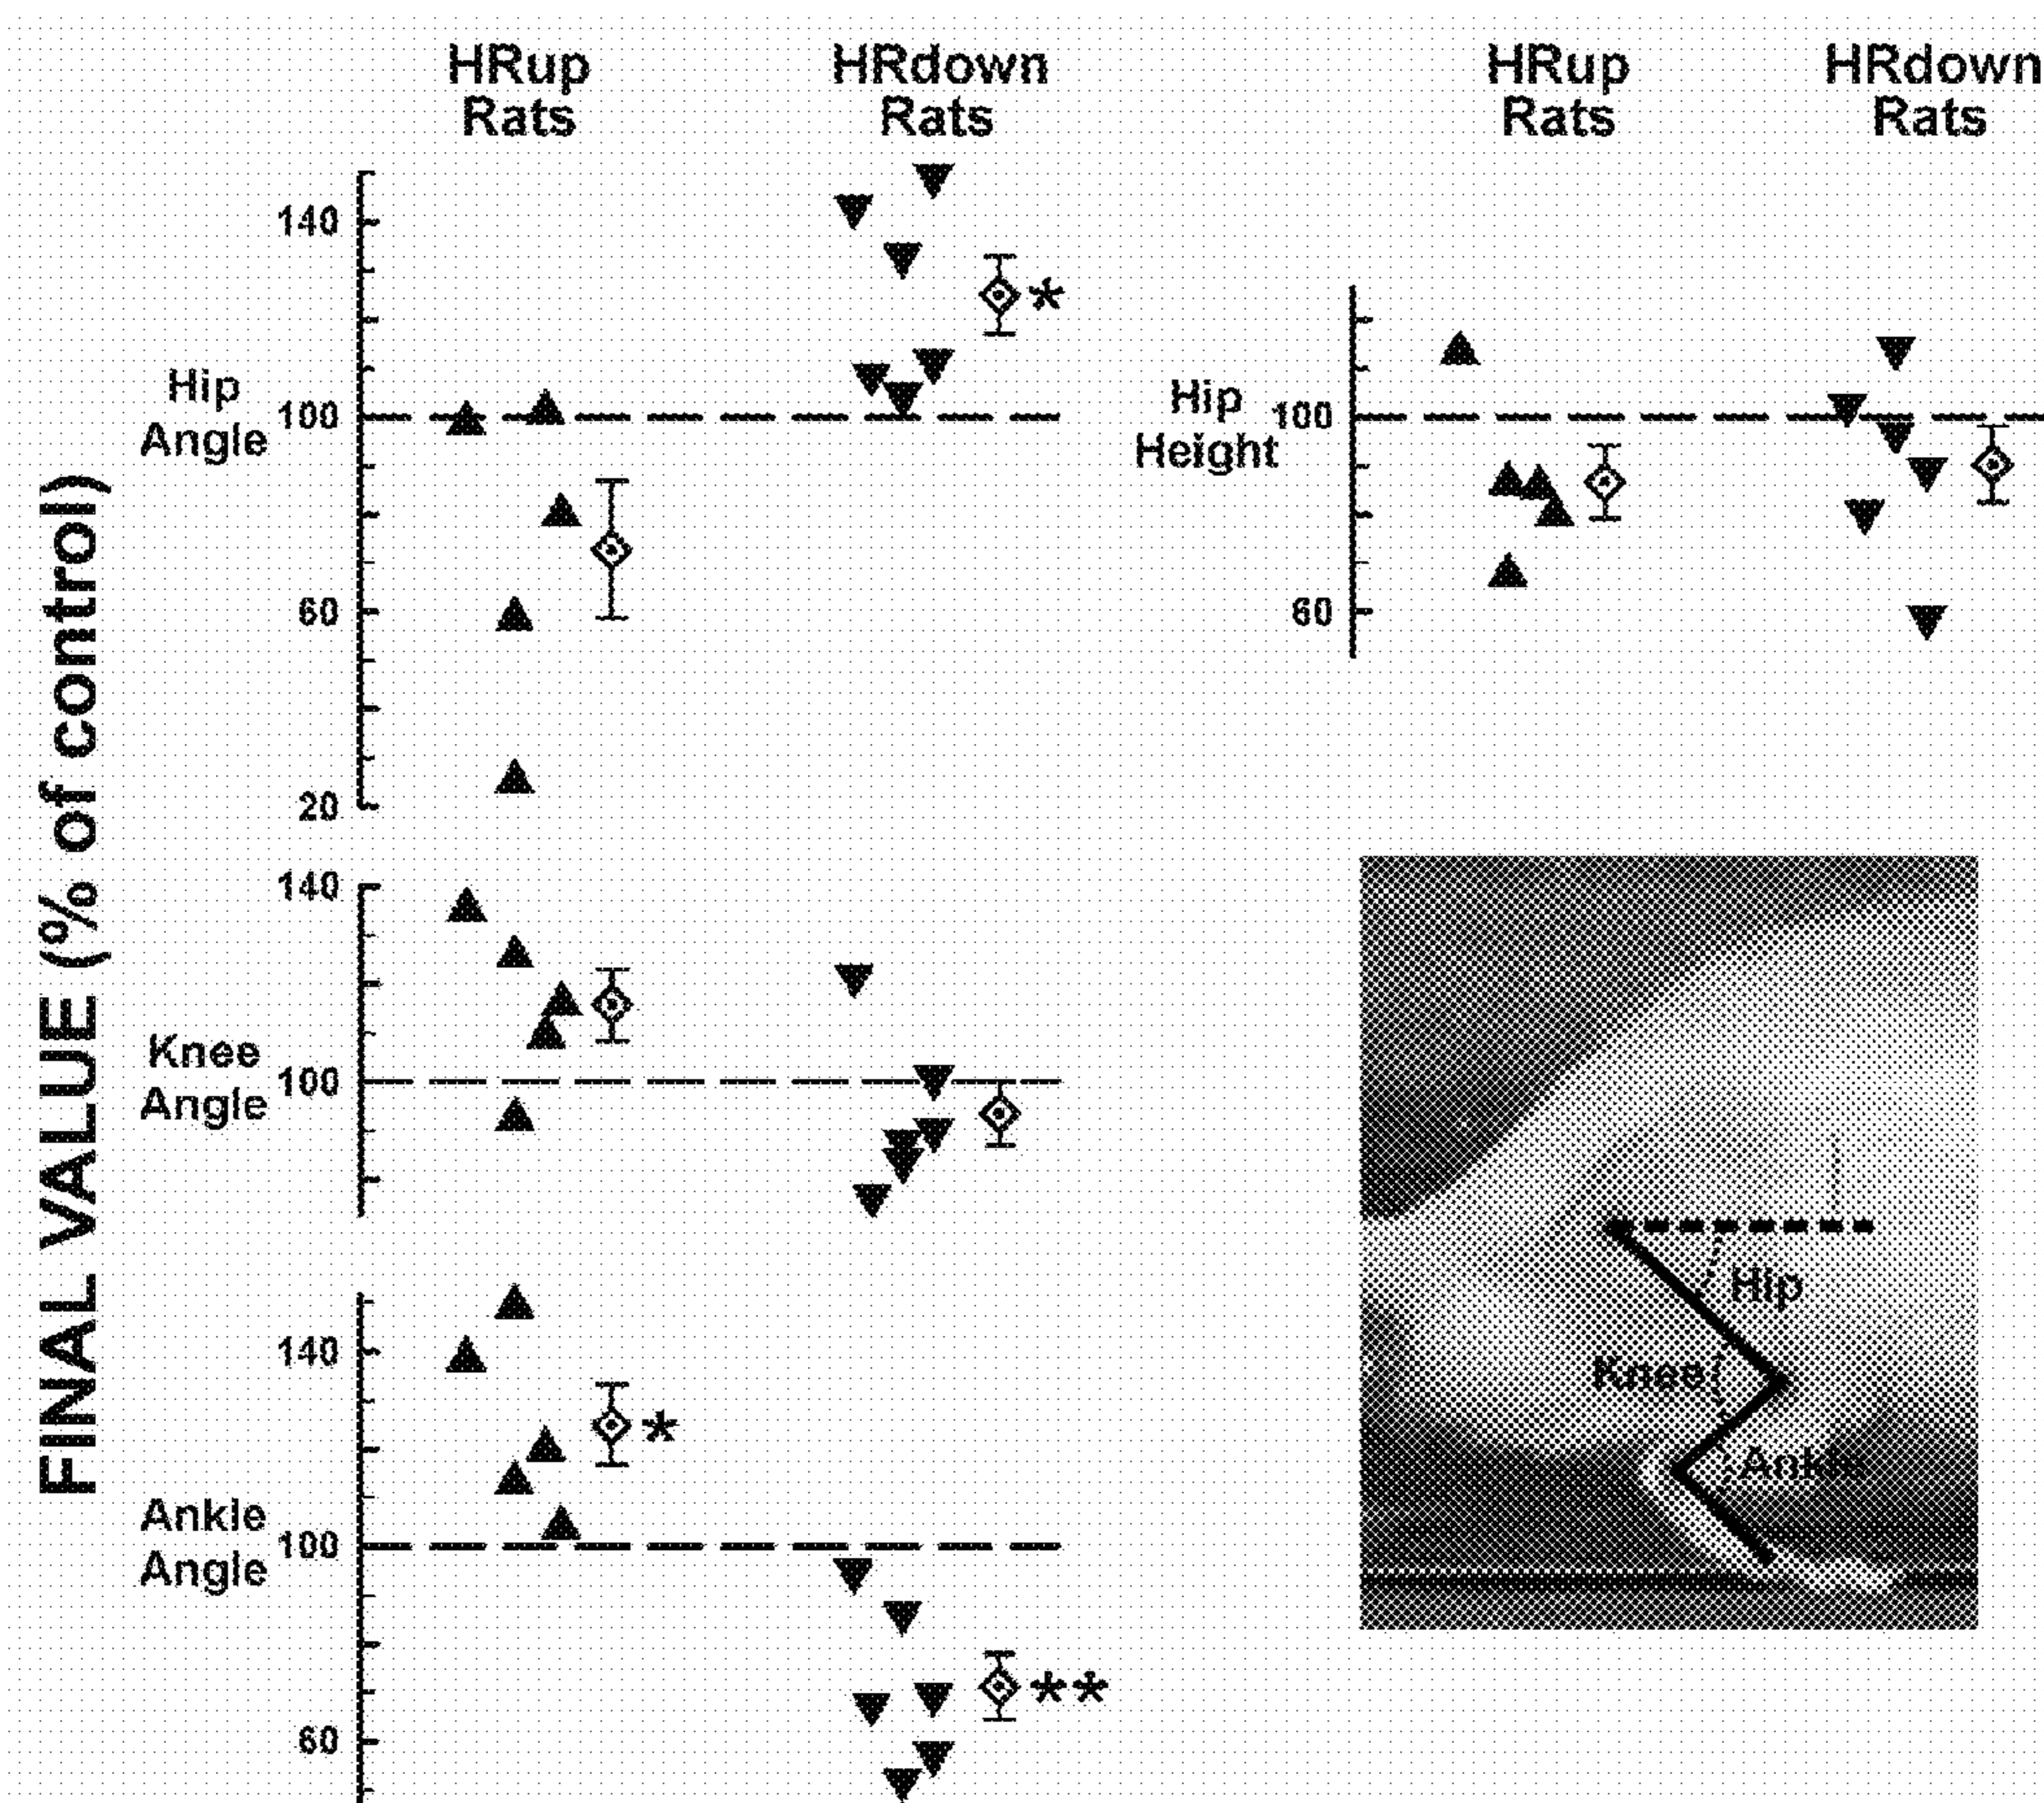 HRup
Rats
HRdown
Rats
HRup
Rats
HRdown
Rats
FINAL VALUE (% of control)
Hip
Angle
140
100
60
20
*
Hip
Height
100
60
Knee
Angle
140
100
Ankle
Angle
140
100
60
*
**
Hip
Knee
Ankle